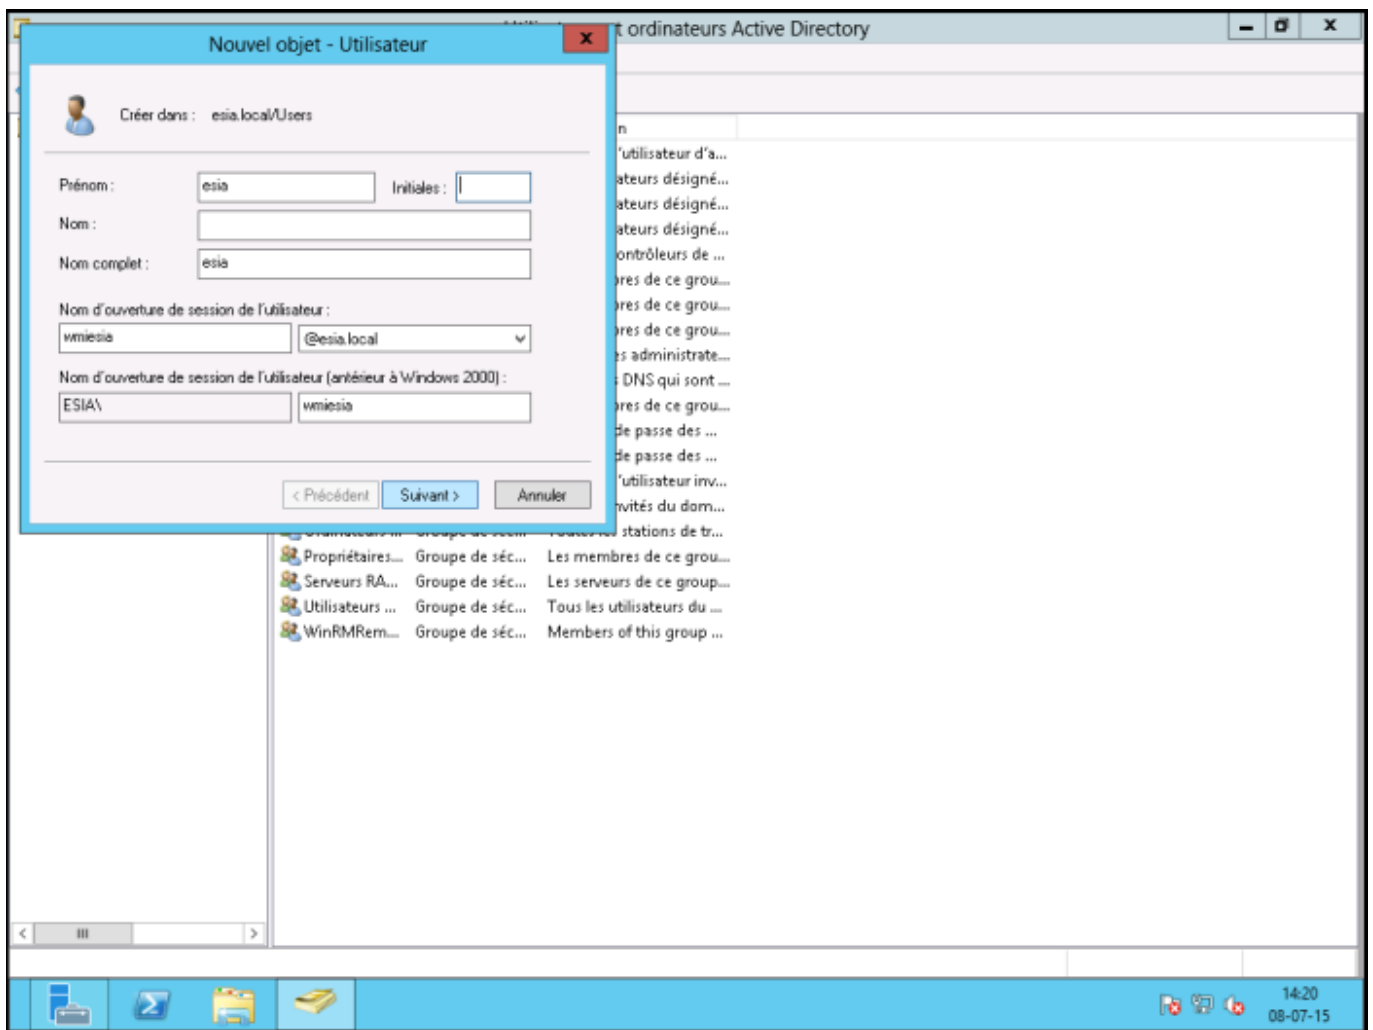 t ordinateurs Active Directory
Nouvel objet - Utilisateur
Créer dans : esia.local/Users
Prénom : esia Initiales :
Nom :
Nom complet : esia
Nom d'ouverture de session de l'utilisateur :
wmiesia @esia.local
Nom d'ouverture de session de l'utilisateur (antérieur à Windows 2000) :
ESIA\ wmiesia
< Précédent Suivant > Annuler
n
'utilisateur d'a...
ateurs désigné...
ateurs désigné...
ateurs désigné...
ontrôleurs de ...
bres de ce grou...
bres de ce grou...
bres de ce grou...
es administrate...
DNS qui sont ...
bres de ce grou...
de passe des ...
de passe des ...
'utilisateur inv...
nvités du dom...
stations de tr...
Propriétaires... Groupe de séc... Les membres de ce grou...
Serveurs RA... Groupe de séc... Les serveurs de ce group...
Utilisateurs ... Groupe de séc... Tous les utilisateurs du ...
WinRMRem... Groupe de séc... Members of this group ...
14:20
08-07-15